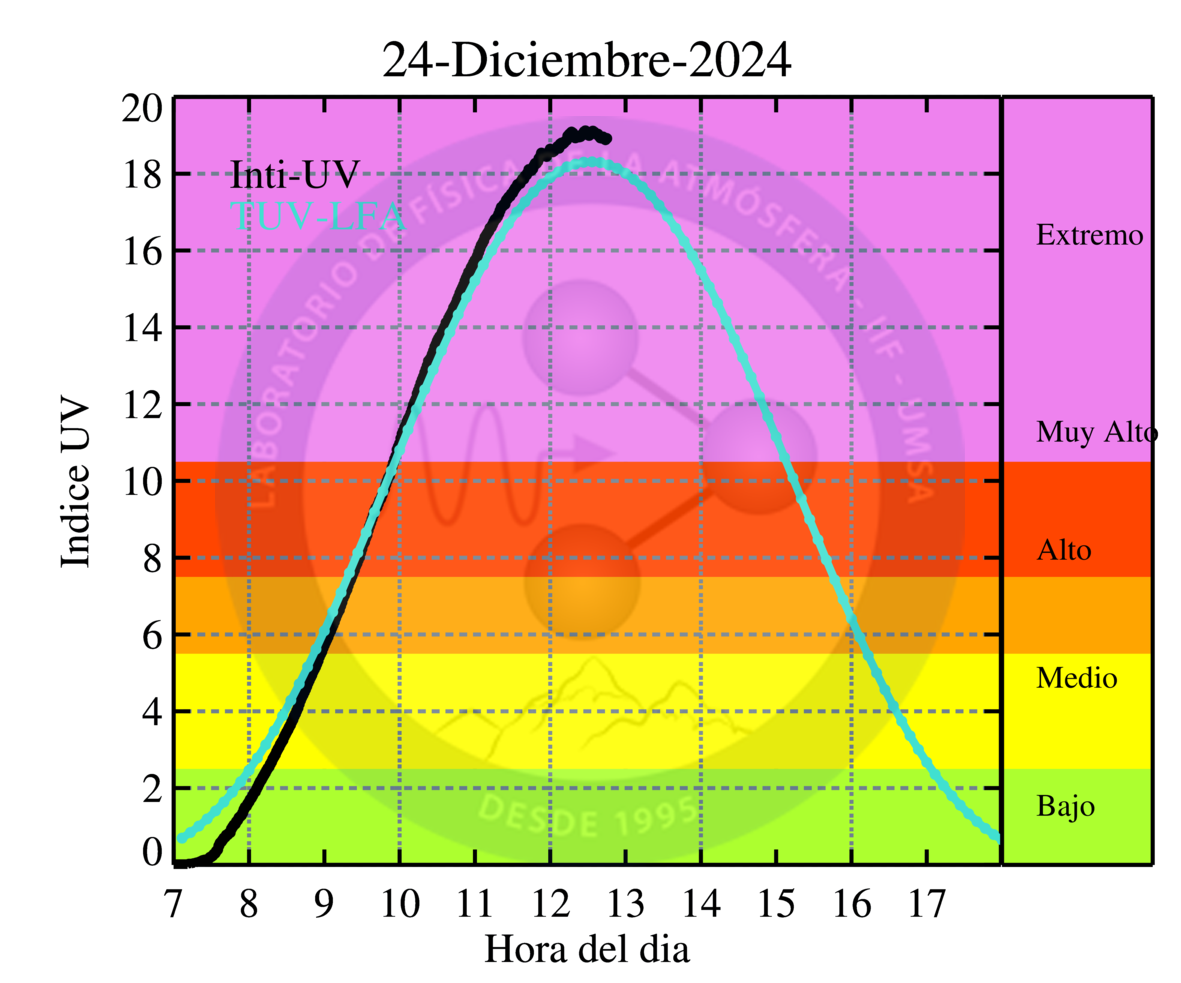 24-Diciembre-2024
20
18
16
14
12
10
8
6
4
2
0
Indice UV
Inti-UV
TUV-LFA
LABORATORIO DE FÍSICA DE LA ATMÓSFERA - IIF - UMSA
DESDE 1995
Extremo
Muy Alto
Alto
Medio
Bajo
7 8 9 10 11 12 13 14 15 16 17
Hora del dia